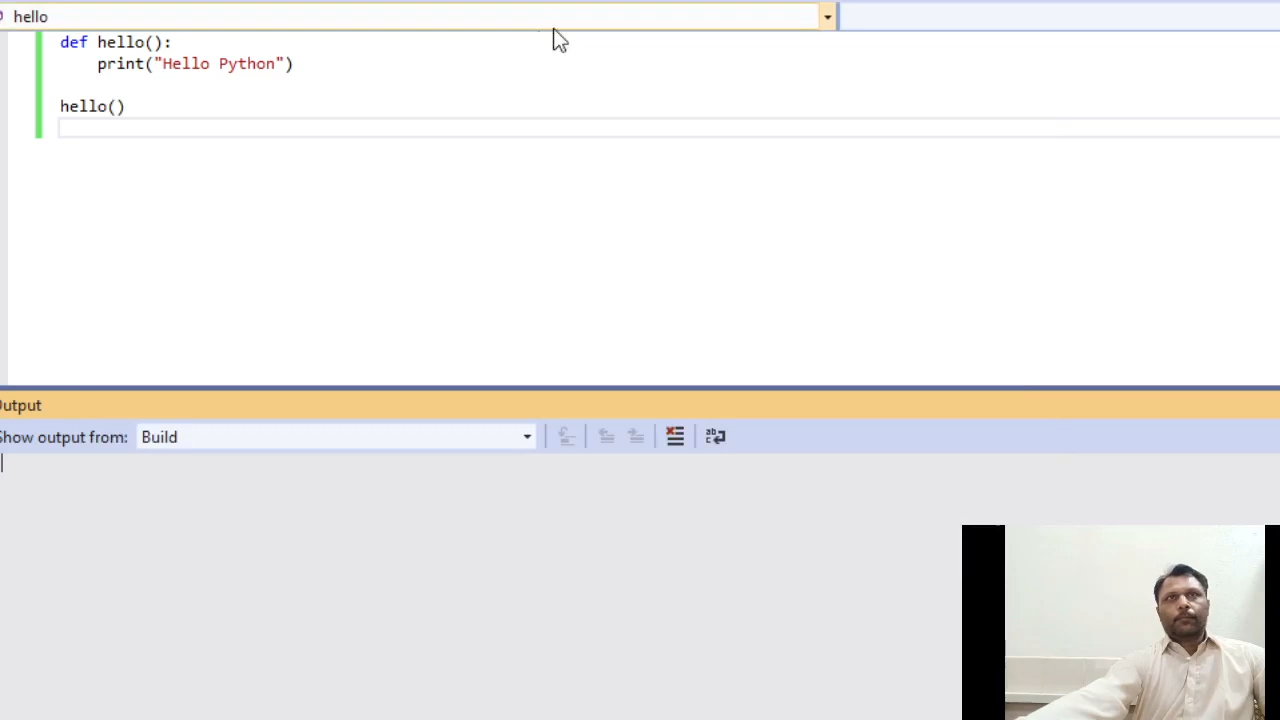 hello
def hello():
    print("Hello Python")
hello()
Output
Show output from: Build